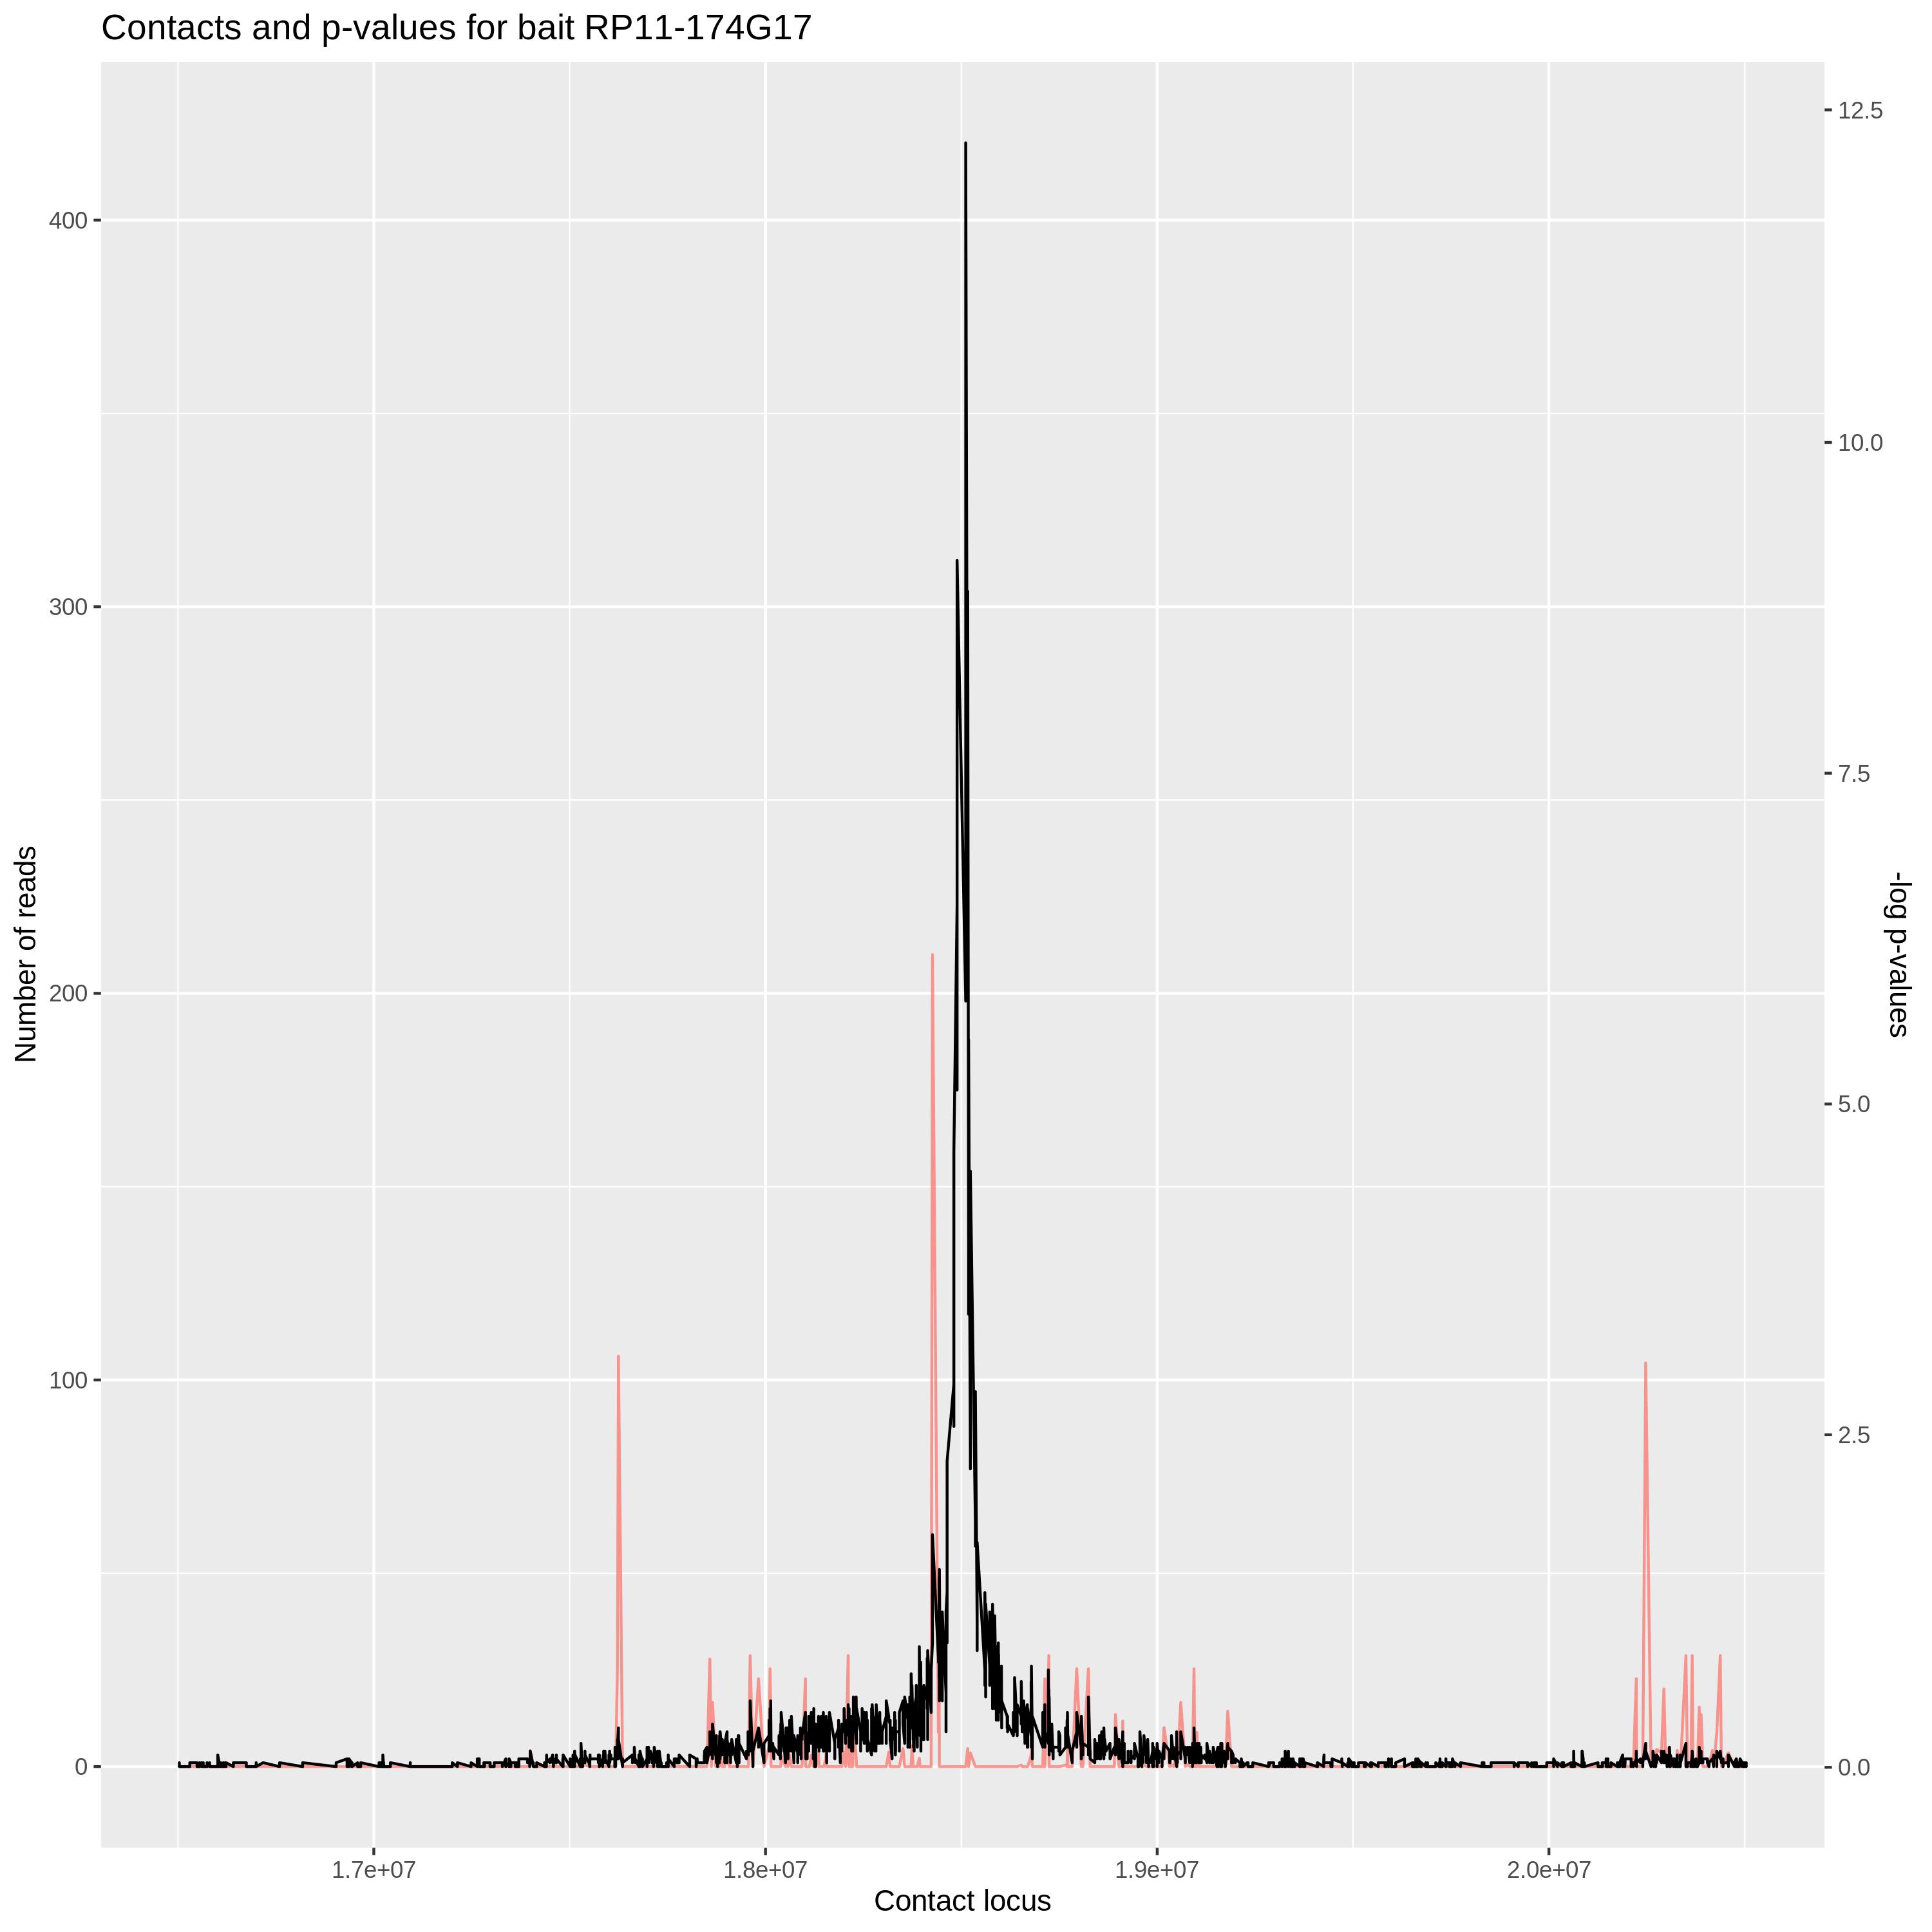 Contacts and p-values for bait RP11-174G17
Number of reads
400
300
200
100
0
12.5
10.0
7.5
5.0
2.5
0.0
-log p-values
1.7e+07
1.8e+07
1.9e+07
2.0e+07
Contact locus